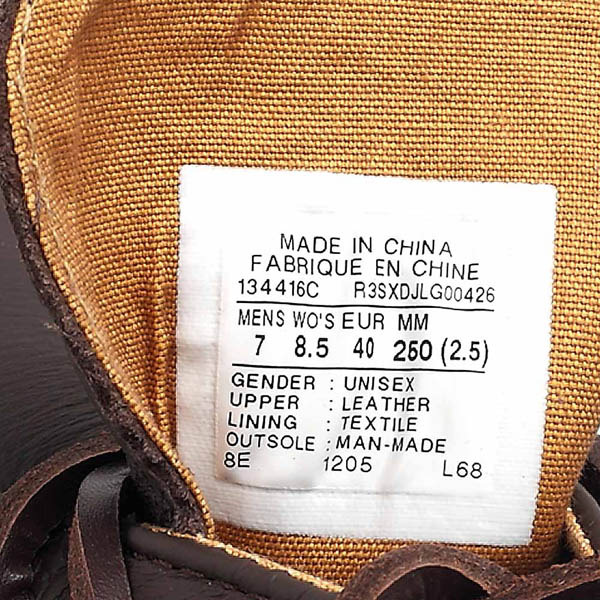 MADE IN CHINA
FABRIQUE EN CHINE
134416C R3SXDJLG00426
MENS WO'S EUR MM
7 8.5 40 260 (2.5)
GENDER : UNISEX
UPPER : LEATHER
LINING : TEXTILE
OUTSOLE : MAN-MADE
8E 1205 L68